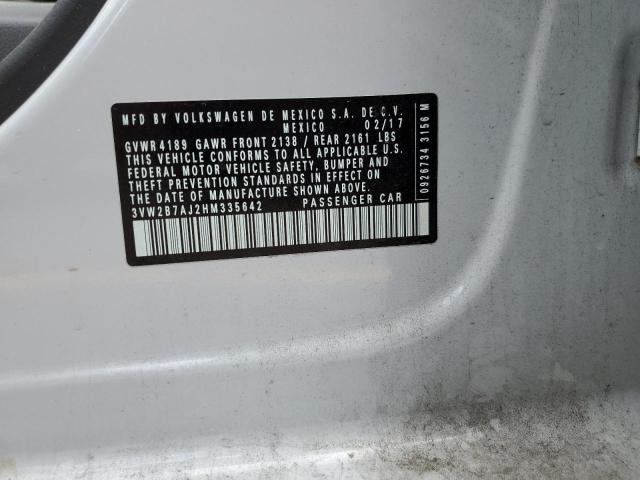 MFD BY VOLKSWAGEN DE MEXICO S.A. DE C.V.
MEXICO 02/17
GVWR 4189 GAWR FRONT 2138 / REAR 2161 LBS
THIS VEHICLE CONFORMS TO ALL APPLICABLE U.S.
FEDERAL MOTOR VEHICLE SAFETY, BUMPER AND
THEFT PREVENTION STANDARDS IN EFFECT ON
THE DATE OF MANUFACTURE SHOWN ABOVE.
3VW2B7AJ2HM335642 PASSENGER CAR
0926734 3156 M